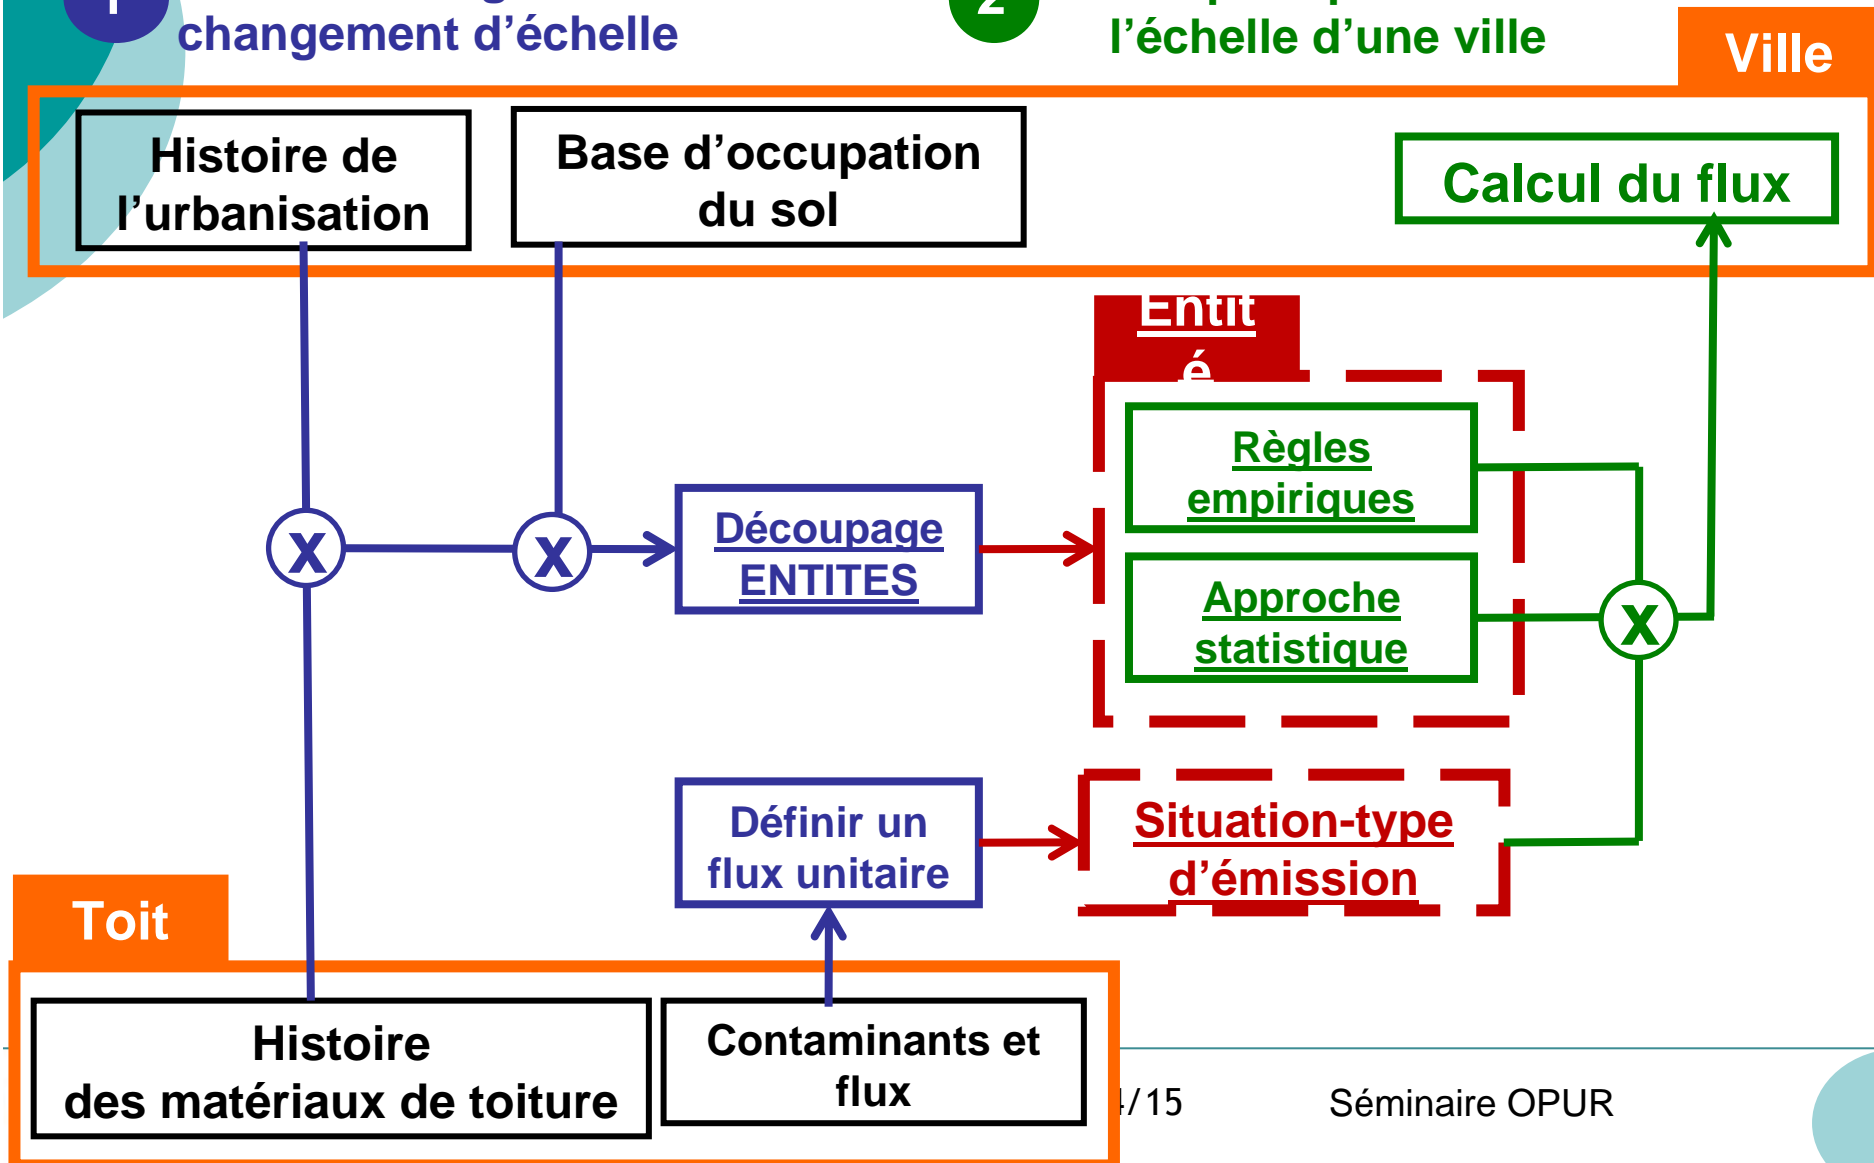 1
changement d’échelle
2
l’échelle d’une ville
Ville
Histoire de
l’urbanisation
Base d’occupation
du sol
Calcul du flux
Entit
é
Règles
empiriques
X
X
Découpage
ENTITES
Approche
statistique
X
Définir un
flux unitaire
Situation-type
d’émission
Toit
Histoire
des matériaux de toiture
Contaminants et
flux
/15
Séminaire OPUR